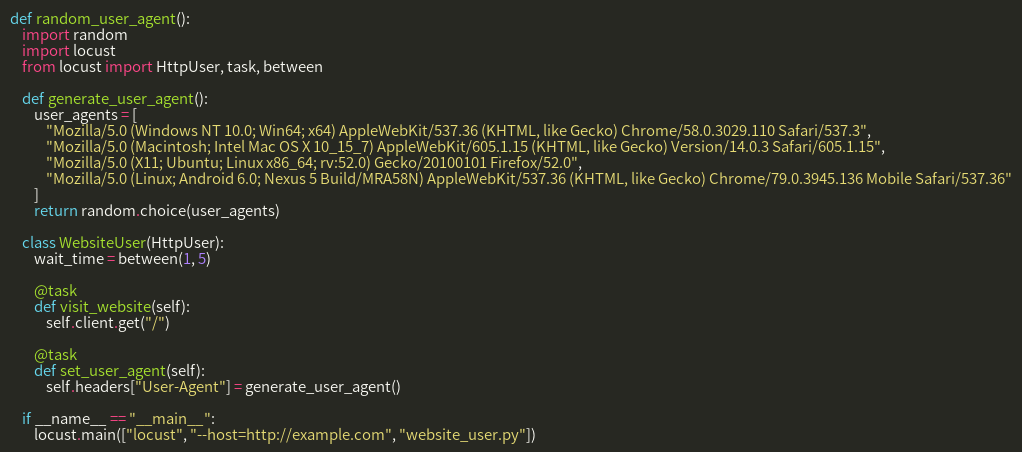 def random_user_agent():
    import random
    import locust
    from locust import HttpUser, task, between

    def generate_user_agent():
        user_agents = [
            "Mozilla/5.0 (Windows NT 10.0; Win64; x64) AppleWebKit/537.36 (KHTML, like Gecko) Chrome/58.0.3029.110 Safari/537.3",
            "Mozilla/5.0 (Macintosh; Intel Mac OS X 10_15_7) AppleWebKit/605.1.15 (KHTML, like Gecko) Version/14.0.3 Safari/605.1.15",
            "Mozilla/5.0 (X11; Ubuntu; Linux x86_64; rv:52.0) Gecko/20100101 Firefox/52.0",
            "Mozilla/5.0 (Linux; Android 6.0; Nexus 5 Build/MRA58N) AppleWebKit/537.36 (KHTML, like Gecko) Chrome/79.0.3945.136 Mobile Safari/537.36"
        ]
        return random.choice(user_agents)

    class WebsiteUser(HttpUser):
        wait_time = between(1, 5)

        @task
        def visit_website(self):
            self.client.get("/")

        @task
        def set_user_agent(self):
            self.headers["User-Agent"] = generate_user_agent()

    if __name__ == "__main__":
        locust.main(["locust", "--host=http://example.com", "website_user.py"])